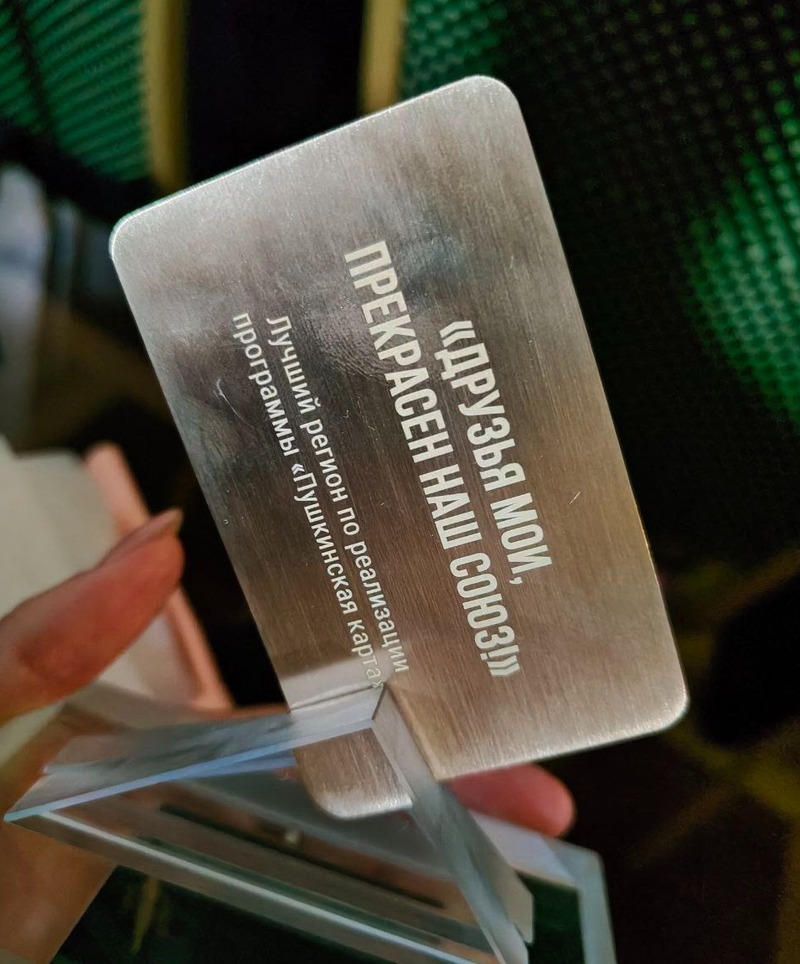 «ДРУЗЬЯ МОИ,
ПРЕКРАСЕН НАШ СОЮЗ!»
Лучший регион по реализации
программы «Пушкинская карта»